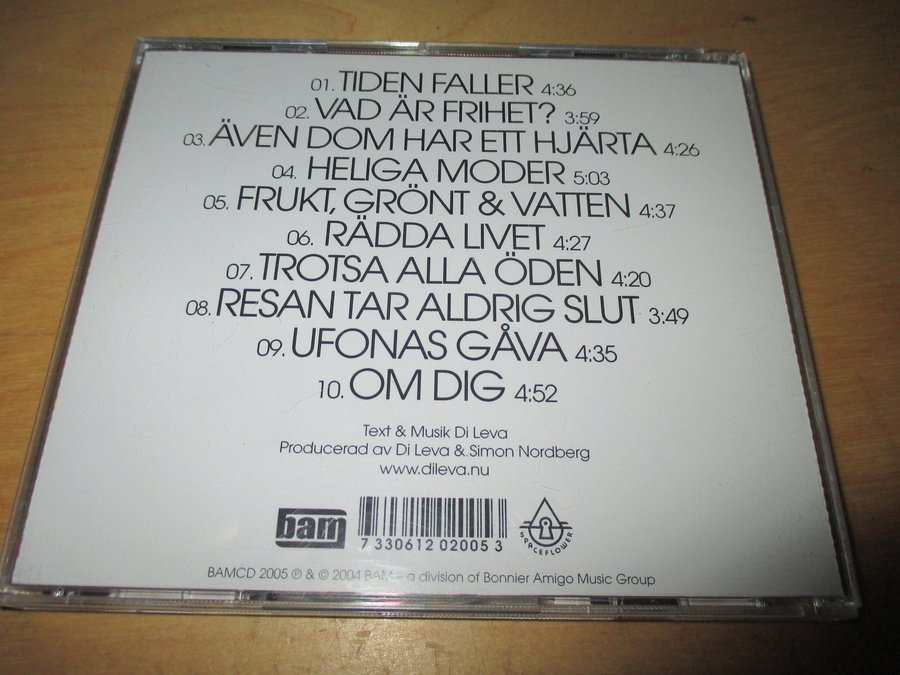 01. TIDEN FALLER 4:36
02. VAD ÄR FRIHET? 3:59
03. ÄVEN DOM HAR ETT HJÄRTA 4:26
04. HELIGA MODER 5:03
05. FRUKT, GRÖNT & VATTEN 4:37
06. RÄDDA LIVET 4:27
07. TROTSA ALLA ÖDEN 4:20
08. RESAN TAR ALDRIG SLUT 3:49
09. UFONAS GÅVA 4:35
10. OM DIG 4:52
Text & Musik Di Leva
Producerad av Di Leva & Simon Nordberg
www.dileva.nu
bam
7 330612 02005 3
SPACEFLOWER
BAMCD 2005 ℗ & © 2004 BAM – a division of Bonnier Amigo Music Group